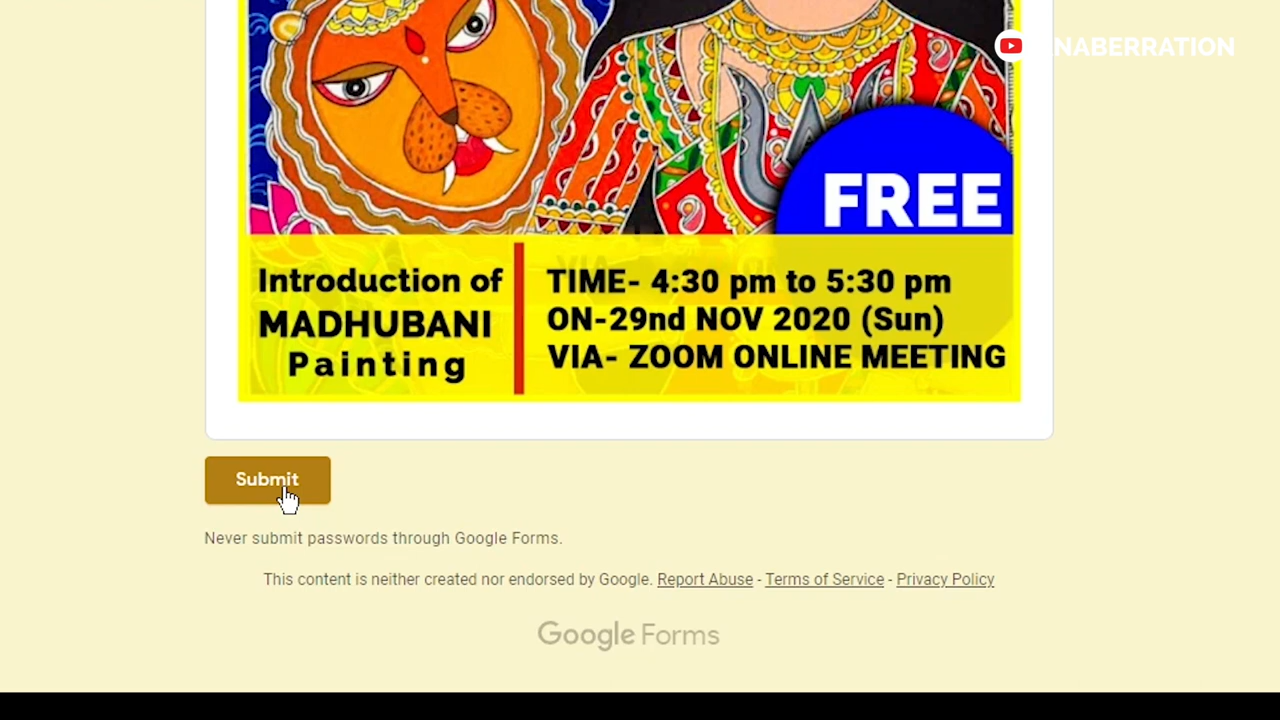 NABERRATION
FREE
Introduction of
MADHUBANI
Painting
TIME- 4:30 pm to 5:30 pm
ON-29nd NOV 2020 (Sun)
VIA- ZOOM ONLINE MEETING
Submit
Never submit passwords through Google Forms.
This content is neither created nor endorsed by Google. Report Abuse - Terms of Service - Privacy Policy
Google Forms